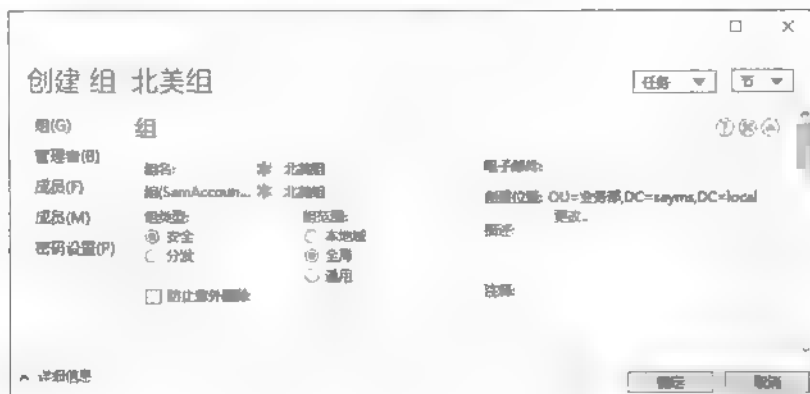 创建 组 北美组
任务
节
组(G)
管理者(B)
成员(F)
成员(M)
密码设置(P)
组
组名: ✱ 北美组
组(SamAccoun... ✱ 北美组
组类型:
安全
分发
组范围:
本地域
全局
通用
防止意外删除
电子邮件:
创建位置: OU=业务部,DC=sayms,DC=local
更改...
描述:
注释:
详细信息
确定
取消